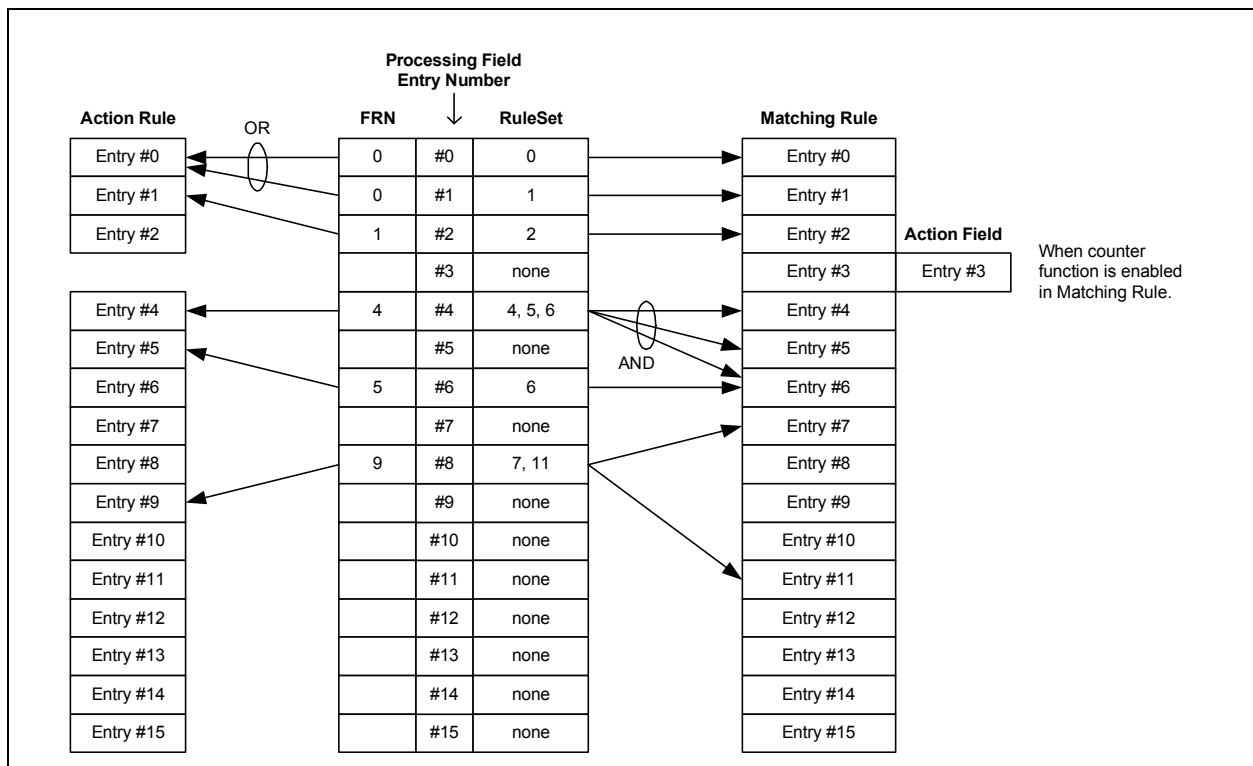 Processing Field
Entry Number
Action Rule
OR
FRN
RuleSet
Matching Rule
Entry #0
0
#0
0
Entry #0
Entry #1
0
#1
1
Entry #1
Entry #2
1
#2
2
Entry #2
Action Field
#3
none
Entry #3
Entry #3
When counter
function is enabled
in Matching Rule.
Entry #4
4
#4
4, 5, 6
Entry #4
Entry #5
#5
none
AND
Entry #5
Entry #6
5
#6
6
Entry #6
Entry #7
#7
none
Entry #7
Entry #8
9
#8
7, 11
Entry #8
Entry #9
#9
none
Entry #9
Entry #10
#10
none
Entry #10
Entry #11
#11
none
Entry #11
Entry #12
#12
none
Entry #12
Entry #13
#13
none
Entry #13
Entry #14
#14
none
Entry #14
Entry #15
#15
none
Entry #15